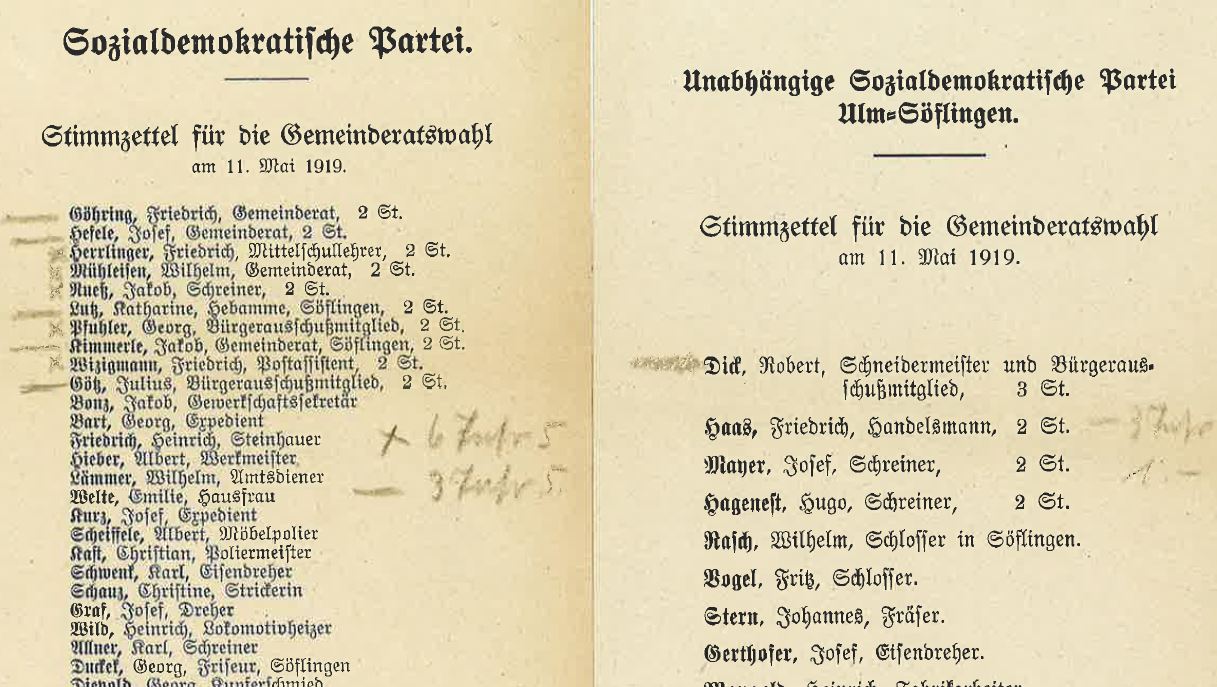 Sozialdemokratische Partei.
Stimmzettel für die Gemeinderatswahl
am 11. Mai 1919.
Göhring, Friedrich, Gemeinderat, 2 St.
Hefele, Josef, Gemeinderat, 2 St.
Herrlinger, Friedrich, Mittelschullehrer, 2 St.
Mühleisen, Wilhelm, Gemeinderat, 2 St.
Rueß, Jakob, Schreiner, 2 St.
Lutz, Katharine, Hebamme, Söflingen, 2 St.
Pfuhler, Georg, Bürgerausschußmitglied, 2 St.
Kimmerle, Jakob, Gemeinderat, Söflingen, 2 St.
Wizigmann, Friedrich, Postassistent, 2 St.
Götz, Julius, Bürgerausschußmitglied, 2 St.
Bonz, Jakob, Gewerkschaftssekretär
Bart, Georg, Expedient
Friedrich, Heinrich, Steinhauer
Hieber, Albert, Werkmeister
Lämmer, Wilhelm, Amtsdiener
Welte, Emilie, Hausfrau
Kurz, Josef, Expedient
Scheiffele, Albert, Möbelpolier
Kast, Christian, Poliermeister
Schwenk, Karl, Eisendreher
Schauz, Christine, Strickerin
Graf, Josef, Dreher
Wild, Heinrich, Lokomotivheizer
Allner, Karl, Schreiner
Duckek, Georg, Friseur, Söflingen
Georg, Kupferschmied
Unabhängige Sozialdemokratische Partei
Ulm-Söflingen.
Stimmzettel für die Gemeinderatswahl
am 11. Mai 1919.
Dick, Robert, Schneidermeister und Bürgeraus-
schußmitglied, 3 St.
Haas, Friedrich, Handelsmann, 2 St.
Mayer, Josef, Schreiner, 2 St.
Hagenest, Hugo, Schreiner, 2 St.
Rasch, Wilhelm, Schlosser in Söflingen.
Vogel, Fritz, Schlosser.
Stern, Johannes, Fräser.
Gerthofer, Josef, Eisendreher.
Heinrich, Fabrikarbeiter